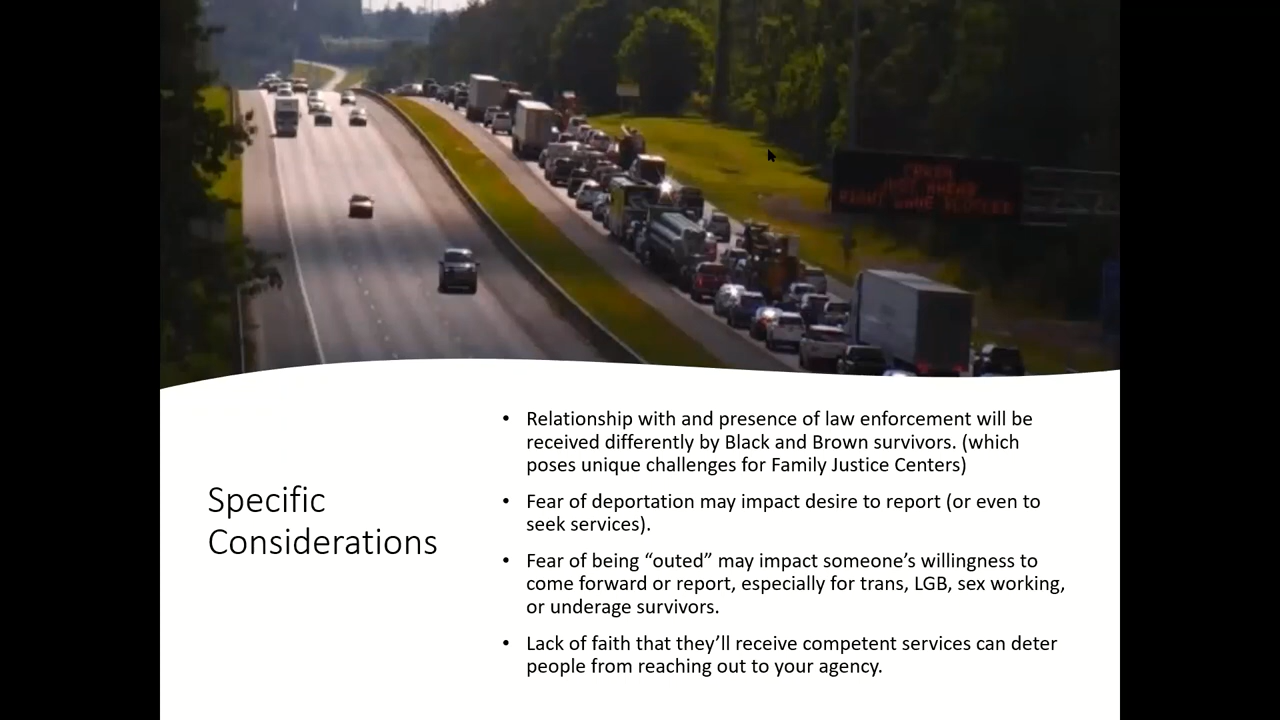 RIGHT LANE BLOCKED
Specific
Considerations
• Relationship with and presence of law enforcement will be
received differently by Black and Brown survivors. (which
poses unique challenges for Family Justice Centers)
• Fear of deportation may impact desire to report (or even to
seek services).
• Fear of being “outed” may impact someone’s willingness to
come forward or report, especially for trans, LGB, sex working,
or underage survivors.
• Lack of faith that they’ll receive competent services can deter
people from reaching out to your agency.